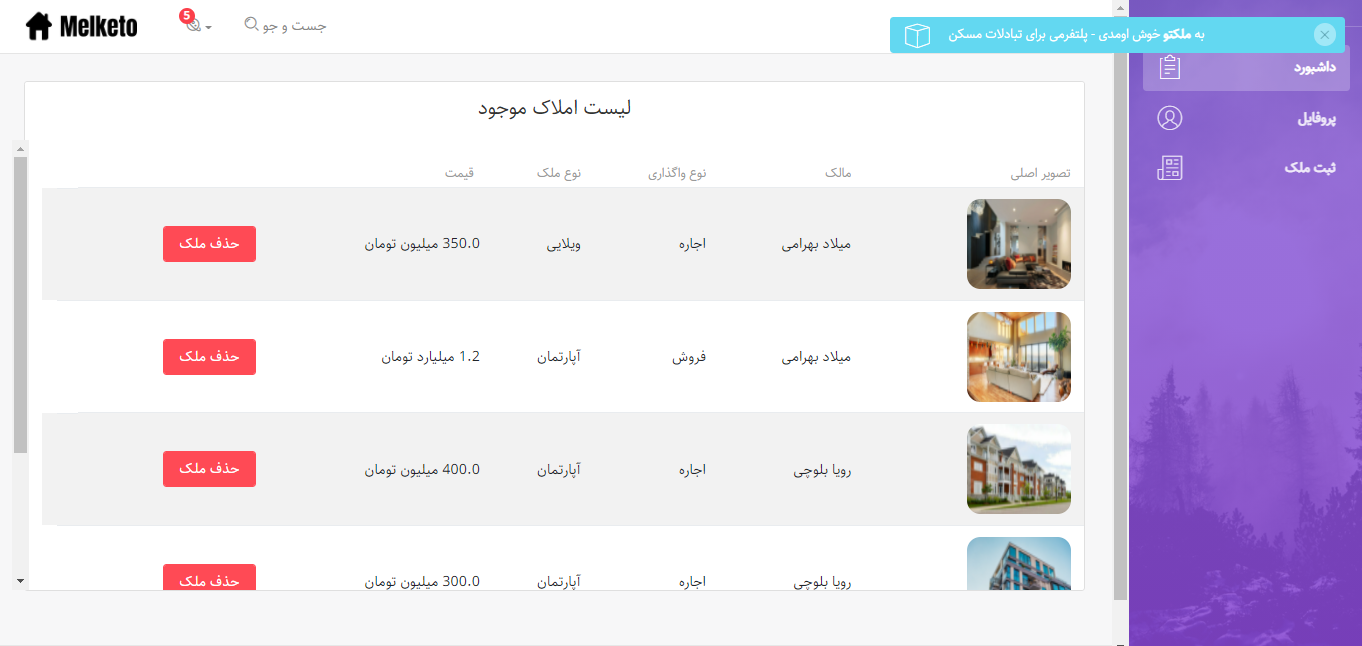 به ملکتو خوش اومدی - پلتفرمی برای تبادلات مسکن
داشبورد
پروفایل
ثبت ملک
جست و جو
5
Melketo
لیست املاک موجود
تصویر اصلی مالک نوع واگذاری نوع ملک قیمت
میلاد بهرامی اجاره ویلایی 350.0 میلیون تومان حذف ملک
میلاد بهرامی فروش آپارتمان 1.2 میلیارد تومان حذف ملک
رویا بلوچی اجاره آپارتمان 400.0 میلیون تومان حذف ملک
رویا بلوچی اجاره آپارتمان 300.0 میلیون تومان حذف ملک